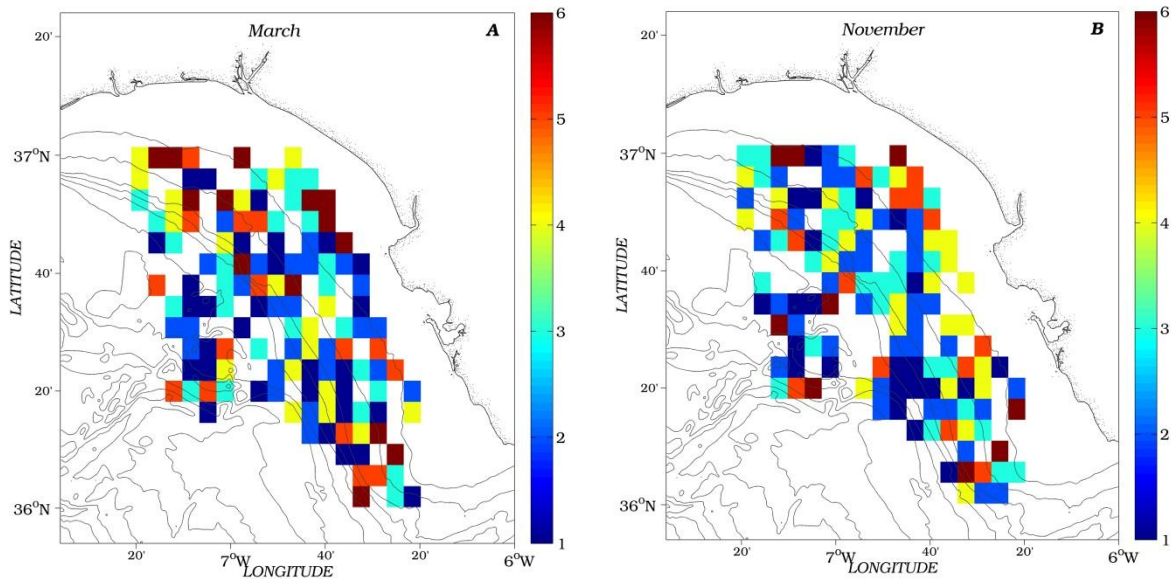 March
A
20'
37°N
40'
20'
36°N
LATITUDE
20'
7°W
40'
20'
6°W
LONGITUDE
6
5
4
3
2
1
November
B
20'
37°N
40'
20'
36°N
LATITUDE
20'
7°W
40'
20'
6°W
LONGITUDE
6
5
4
3
2
1